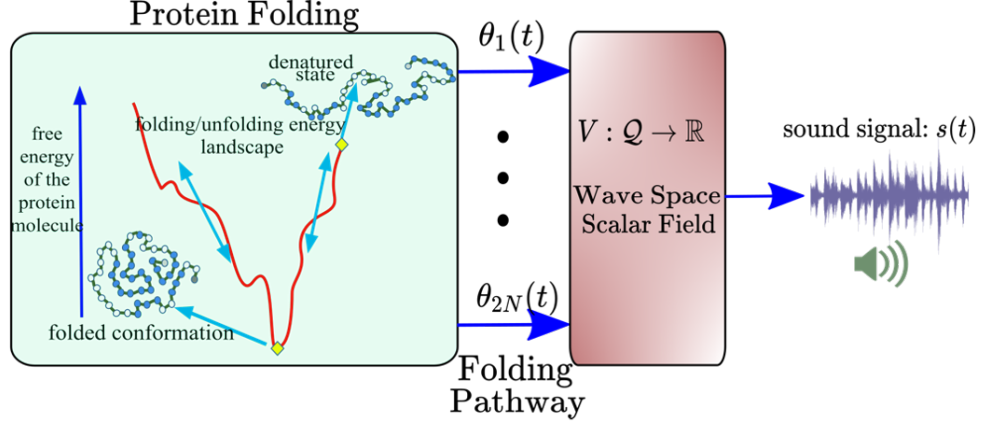 Protein Folding
denatured
state
folding/unfolding energy
landscape
free
energy
of the
protein
molecule
folded conformation
θ₁(t)
θ₂ₙ(t)
Folding
Pathway
V : 𝒬 → ℝ
Wave Space
Scalar Field
sound signal: s(t)